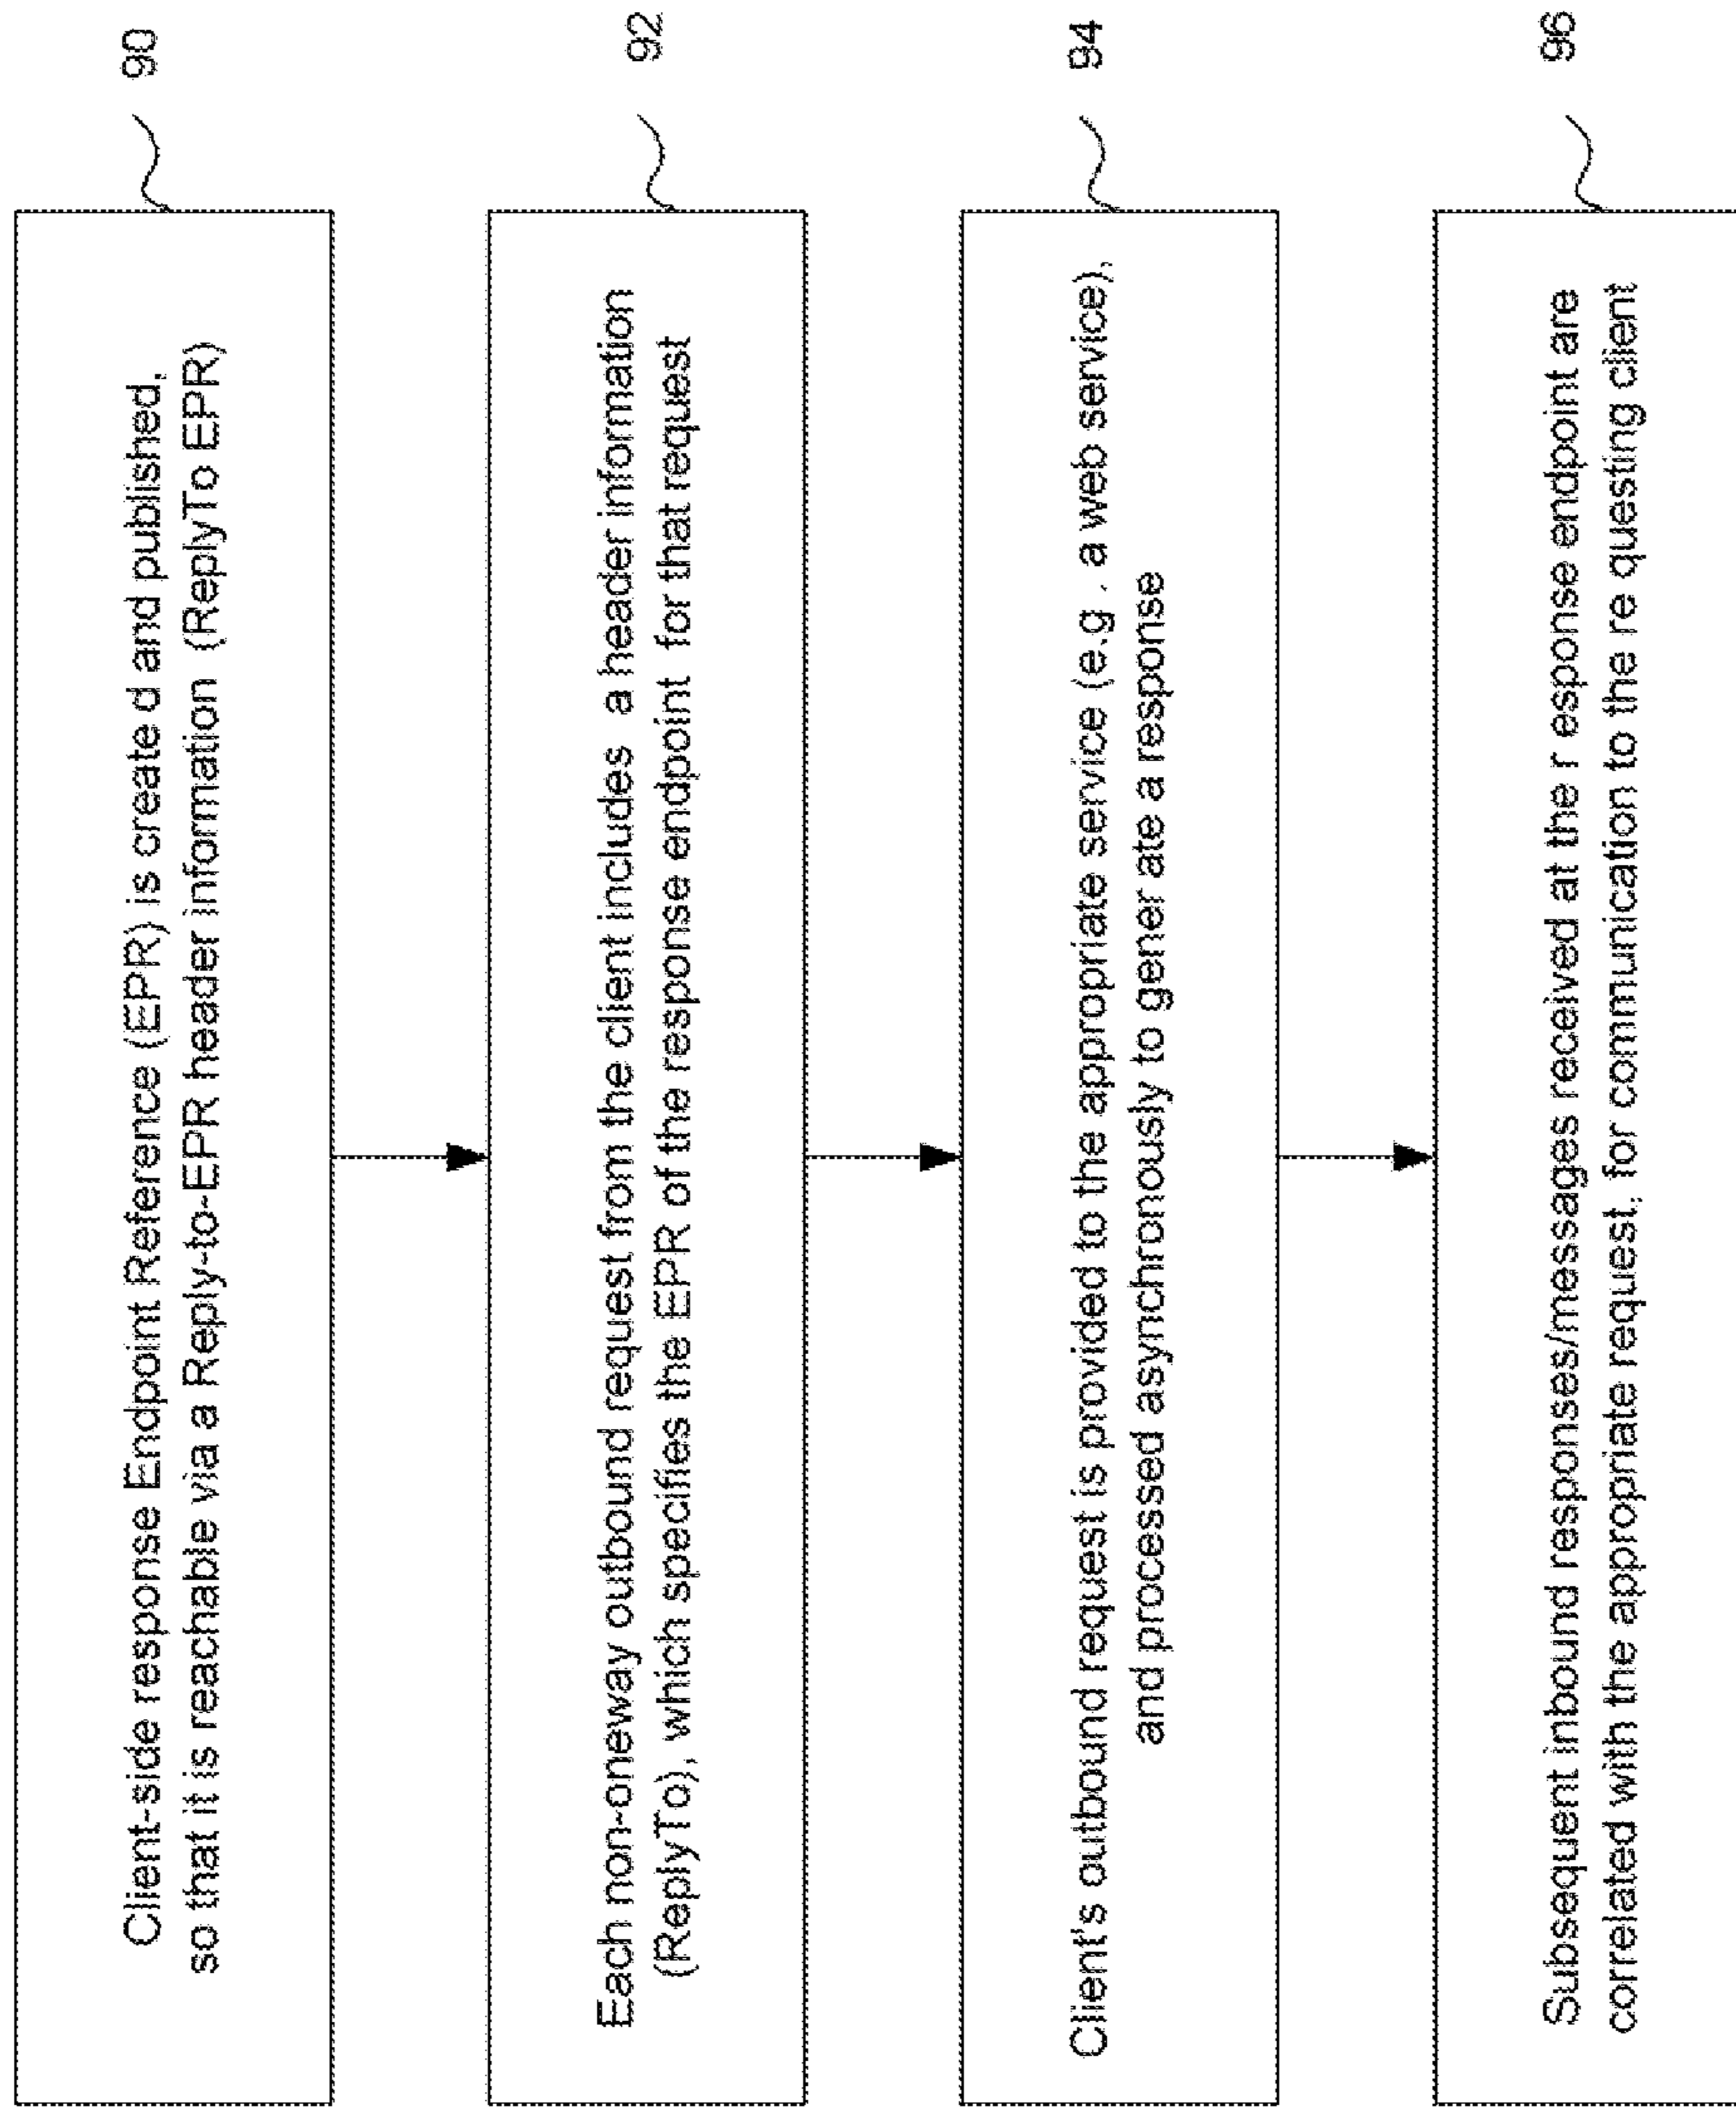 Client-side response Endpoint Reference (EPR) is create d and published,
so that it is reachable via a Reply-to-EPR header information (ReplyTo EPR)
90
Each non-oneway outbound request from the client includes a header information
(ReplyTo), which specifies the EPR of the response endpoint for that request
92
Client's outbound request is provided to the appropriate service (e.g . a web service),
and processed asynchronously to gener ate a response
94
Subsequent inbound responses/messages received at the r esponse endpoint are
correlated with the appropriate request, for communication to the re questing client
96